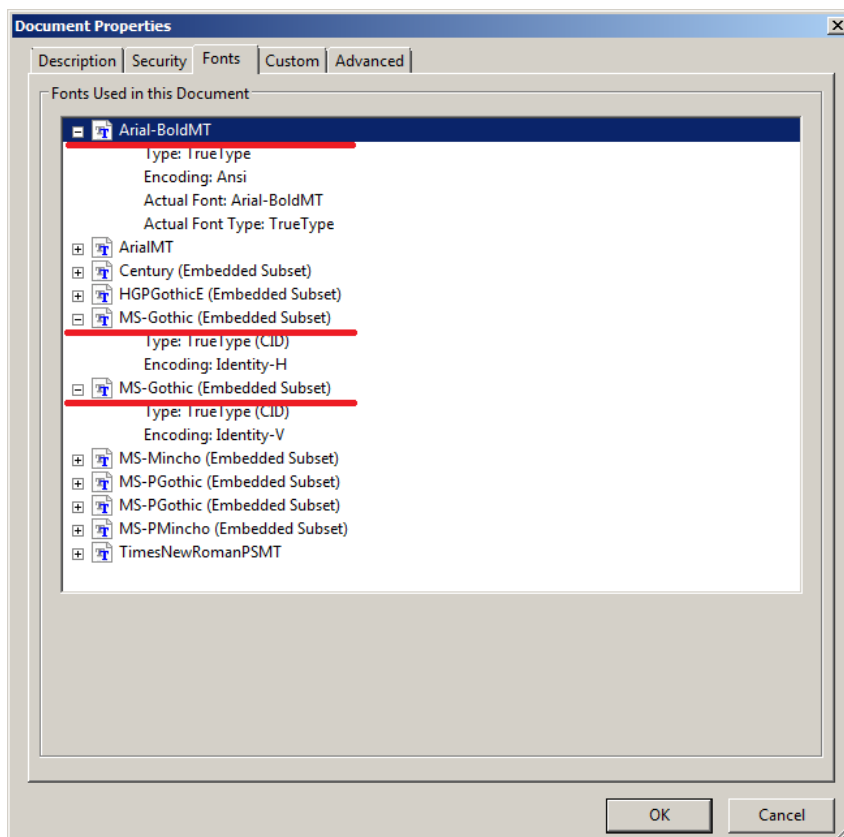 Document Properties
Description Security Fonts Custom Advanced
Fonts Used in this Document
Arial-BoldMT
Type: TrueType
Encoding: Ansi
Actual Font: Arial-BoldMT
Actual Font Type: TrueType
ArialMT
Century (Embedded Subset)
HGPGothicE (Embedded Subset)
MS-Gothic (Embedded Subset)
Type: TrueType (CID)
Encoding: Identity-H
MS-Gothic (Embedded Subset)
Type: TrueType (CID)
Encoding: Identity-V
MS-Mincho (Embedded Subset)
MS-PGothic (Embedded Subset)
MS-PGothic (Embedded Subset)
MS-PMincho (Embedded Subset)
TimesNewRomanPSMT
OK Cancel